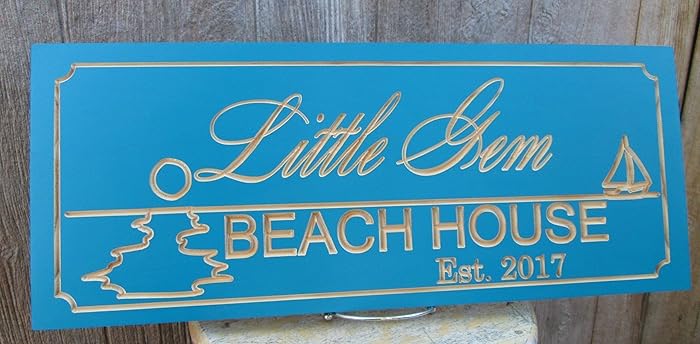 Little Gem
BEACH HOUSE
Est. 2017